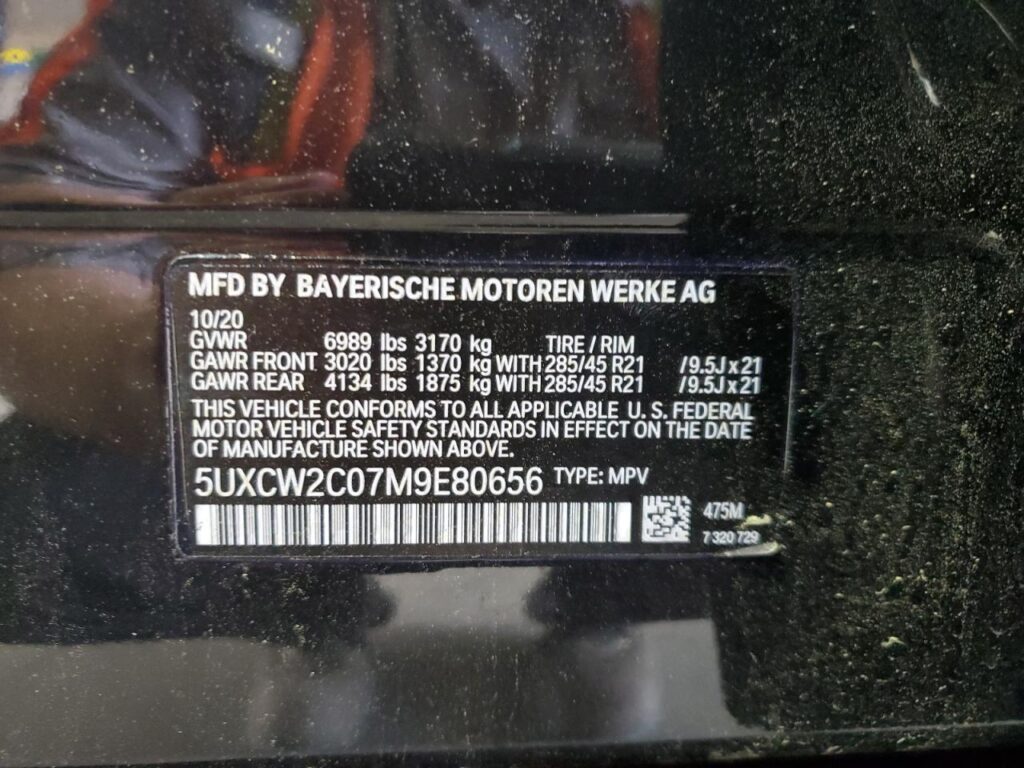 MFD BY BAYERISCHE MOTOREN WERKE AG
10/20
GVWR 6989 lbs 3170 kg TIRE / RIM
GAWR FRONT 3020 lbs 1370 kg WITH 285/45 R21 /9.5J x 21
GAWR REAR 4134 lbs 1875 kg WITH 285/45 R21 /9.5J x 21
THIS VEHICLE CONFORMS TO ALL APPLICABLE U. S. FEDERAL
MOTOR VEHICLE SAFETY STANDARDS IN EFFECT ON THE DATE
OF MANUFACTURE SHOWN ABOVE.
5UXCW2C07M9E80656 TYPE: MPV
475M
7 320 729